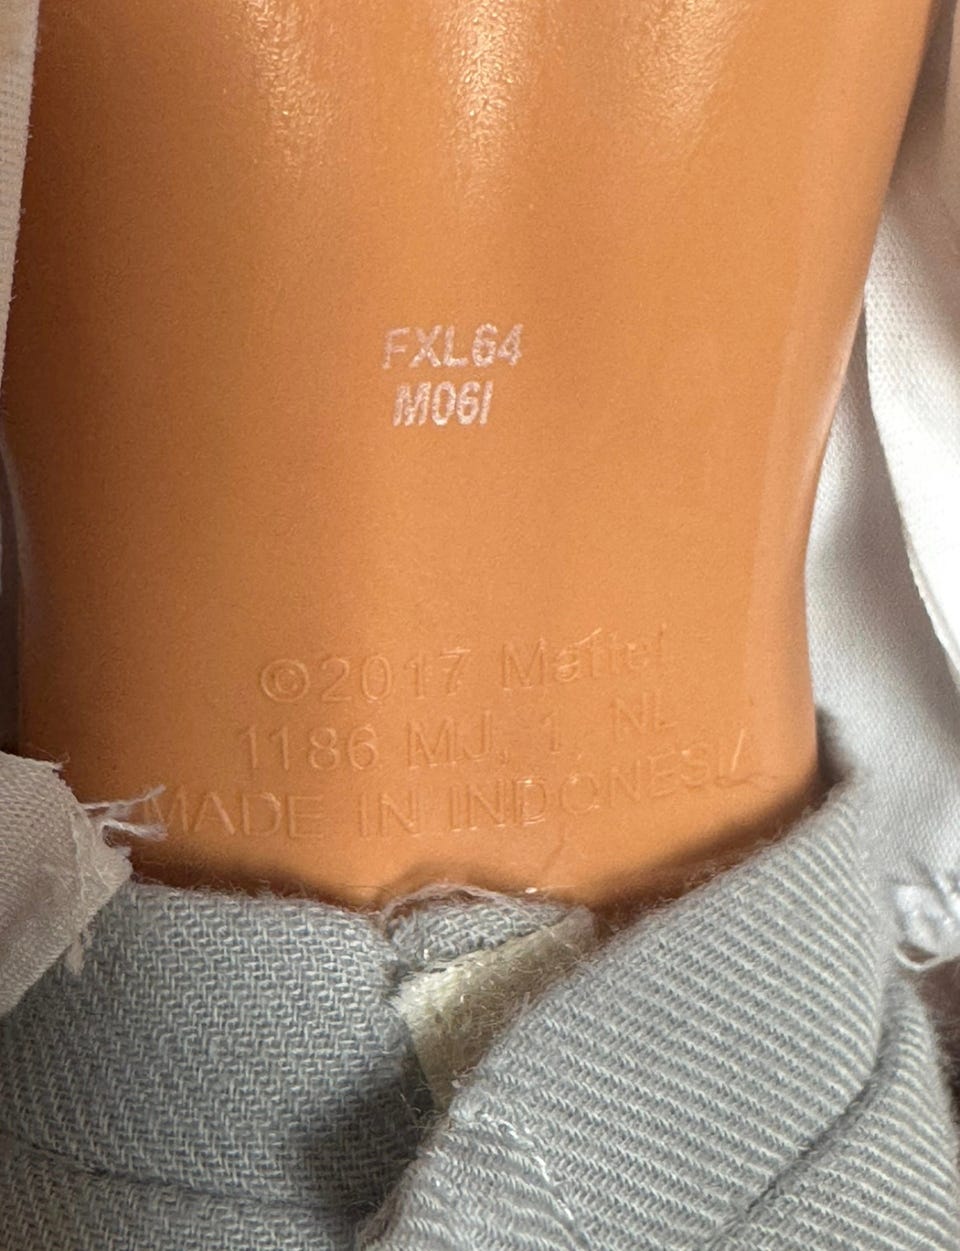 FXL64
M06I
©2017 Mattel
1186 MJ, 1, NL
MADE IN INDONESIA